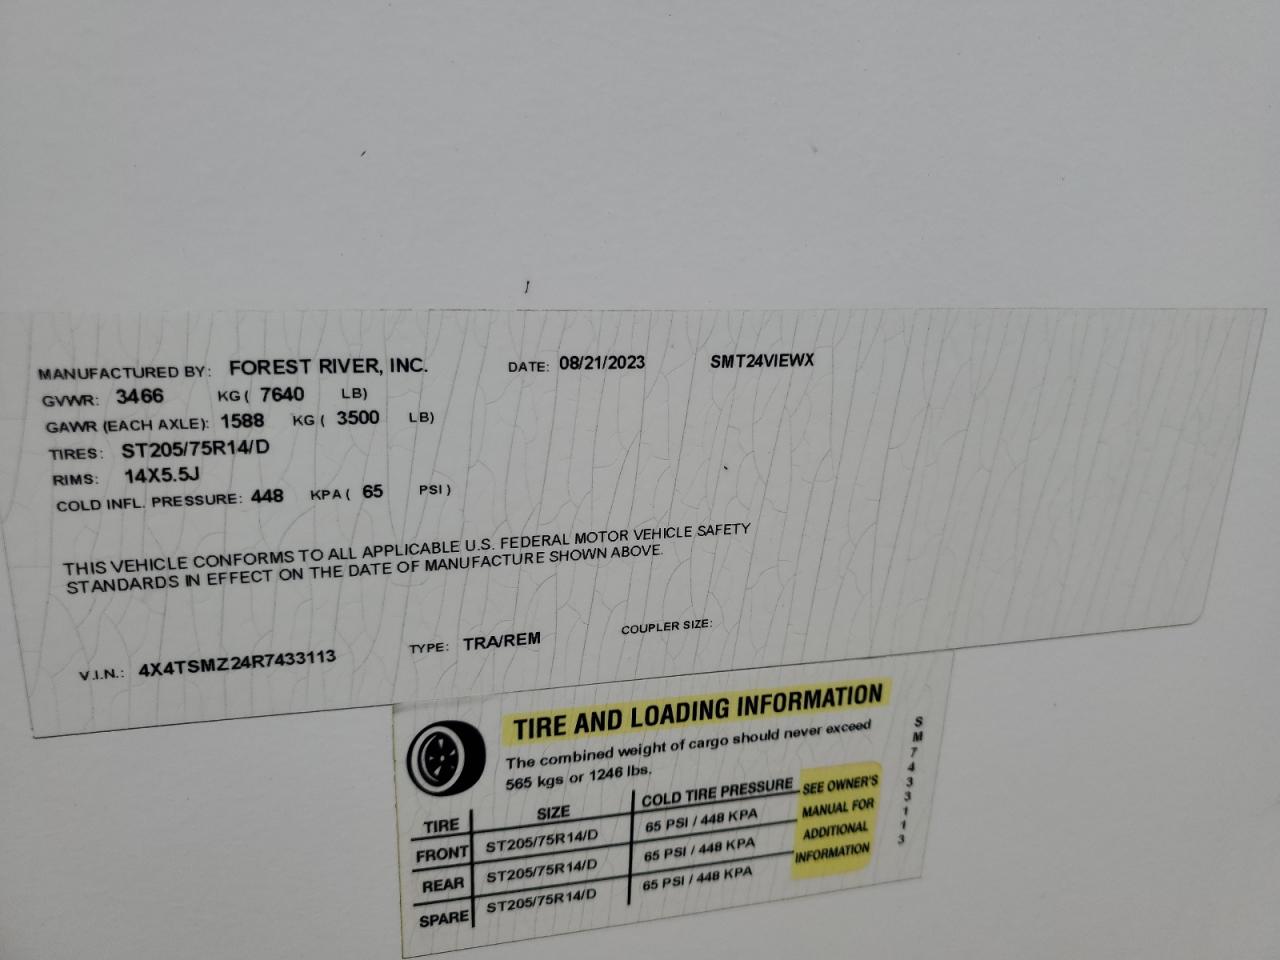 MANUFACTURED BY: FOREST RIVER, INC. DATE: 08/21/2023 SMT24VIEWX
GVWR: 3466 KG ( 7640 LB)
GAWR (EACH AXLE): 1588 KG ( 3500 LB)
TIRES: ST205/75R14/D
RIMS: 14X5.5J
COLD INFL. PRESSURE: 448 KPA ( 65 PSI )
THIS VEHICLE CONFORMS TO ALL APPLICABLE U.S. FEDERAL MOTOR VEHICLE SAFETY
STANDARDS IN EFFECT ON THE DATE OF MANUFACTURE SHOWN ABOVE.
V.I.N.: 4X4TSMZ24R7433113 TYPE: TRA/REM COUPLER SIZE:
TIRE AND LOADING INFORMATION
The combined weight of cargo should never exceed
565 kgs or 1246 lbs.
TIRE SIZE COLD TIRE PRESSURE
FRONT ST205/75R14/D 65 PSI / 448 KPA
REAR ST205/75R14/D 65 PSI / 448 KPA
SPARE ST205/75R14/D 65 PSI / 448 KPA
SEE OWNER'S
MANUAL FOR
ADDITIONAL
INFORMATION
SM7433113